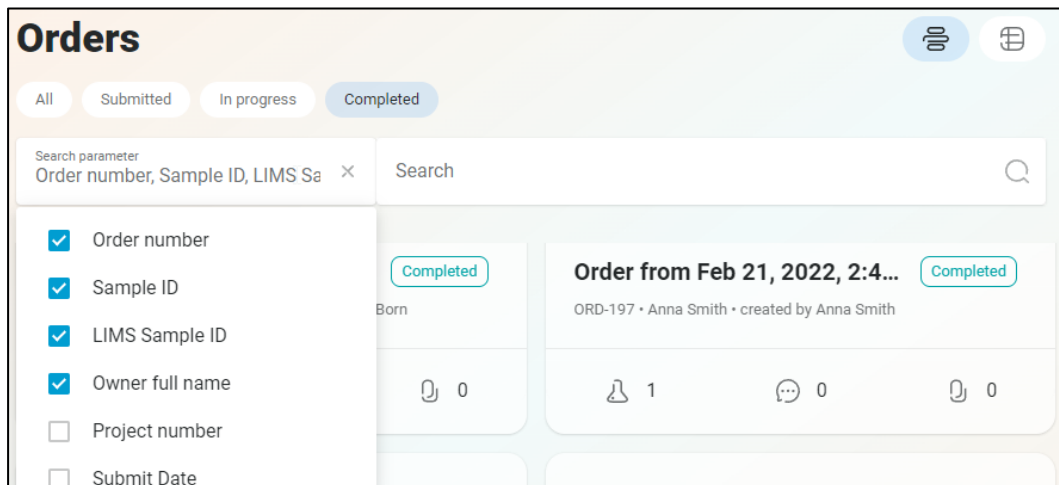 Orders
All Submitted In progress Completed
Search parameter
Order number, Sample ID, LIMS Sa
Search
Order number
Sample ID
LIMS Sample ID
Owner full name
Project number
Submit Date
Completed
Born
0
Order from Feb 21, 2022, 2:4... Completed
ORD-197 • Anna Smith • created by Anna Smith
1 0 0